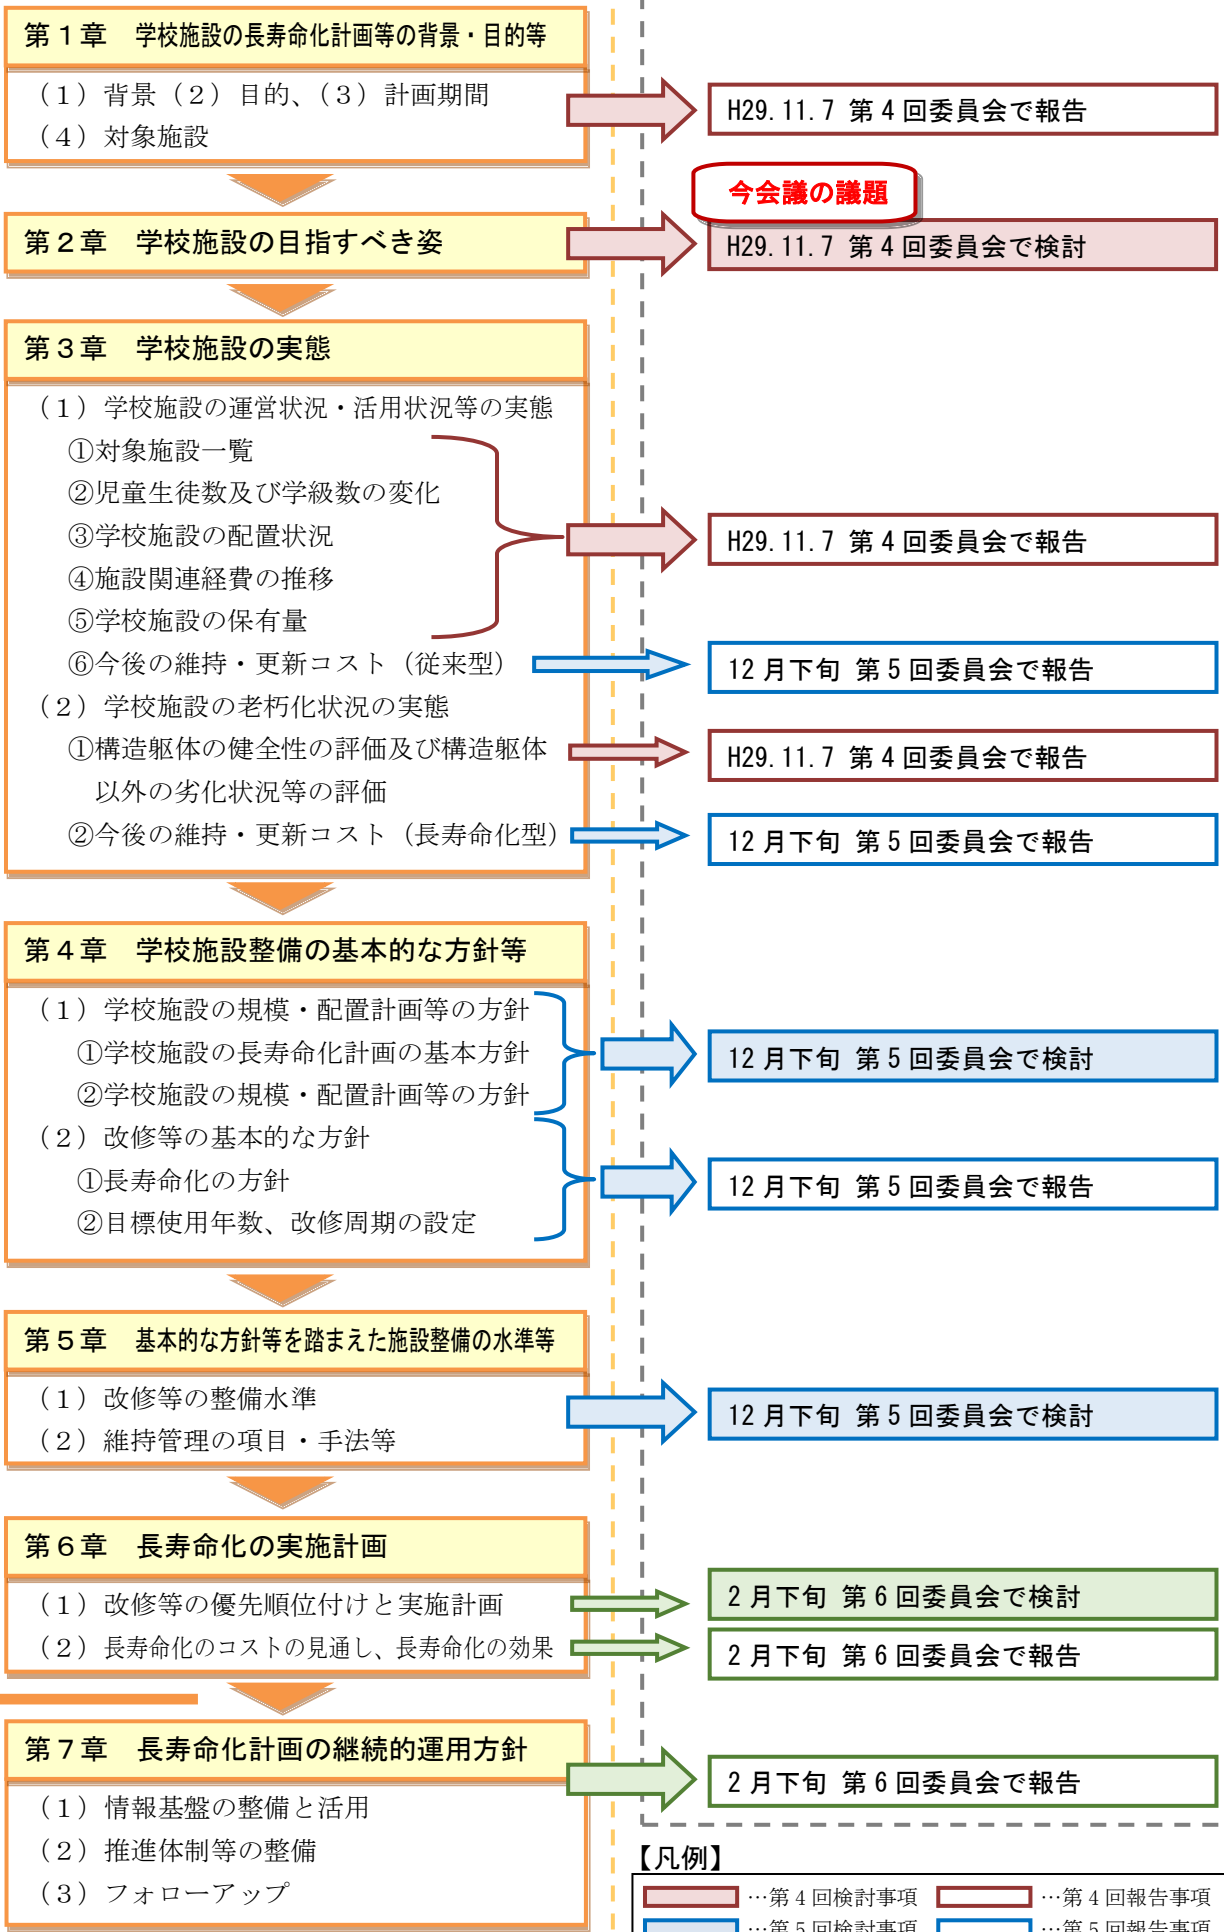 第１章　学校施設の長寿命化計画等の背景・目的等
（１）背景（２）目的、（３）計画期間
（４）対象施設
H29.11.7 第４回委員会で報告
今会議の議題
第２章　学校施設の目指すべき姿
H29.11.7 第４回委員会で検討
第３章　学校施設の実態
（１）学校施設の運営状況・活用状況等の実態
①対象施設一覧
②児童生徒数及び学級数の変化
③学校施設の配置状況
④施設関連経費の推移
⑤学校施設の保有量
H29.11.7 第４回委員会で報告
⑥今後の維持・更新コスト（従来型）
12月下旬 第５回委員会で報告
（２）学校施設の老朽化状況の実態
①構造躯体の健全性の評価及び構造躯体
以外の劣化状況等の評価
H29.11.7 第４回委員会で報告
②今後の維持・更新コスト（長寿命化型）
12月下旬 第５回委員会で報告
第４章　学校施設整備の基本的な方針等
（１）学校施設の規模・配置計画等の方針
①学校施設の長寿命化計画の基本方針
②学校施設の規模・配置計画等の方針
12月下旬 第５回委員会で検討
（２）改修等の基本的な方針
①長寿命化の方針
②目標使用年数、改修周期の設定
12月下旬 第５回委員会で報告
第５章　基本的な方針等を踏まえた施設整備の水準等
（１）改修等の整備水準
（２）維持管理の項目・手法等
12月下旬 第５回委員会で検討
第６章　長寿命化の実施計画
（１）改修等の優先順位付けと実施計画
2月下旬 第６回委員会で検討
（２）長寿命化のコストの見通し、長寿命化の効果
2月下旬 第６回委員会で報告
第７章　長寿命化計画の継続的運用方針
（１）情報基盤の整備と活用
（２）推進体制等の整備
（３）フォローアップ
2月下旬 第６回委員会で報告
【凡例】
…第４回検討事項 …第４回報告事項
…第５回検討事項 …第５回報告事項